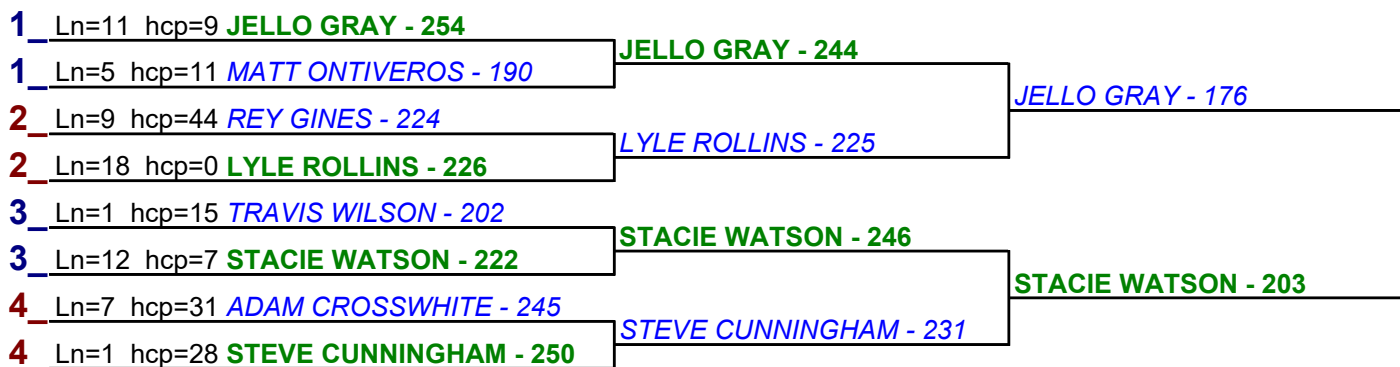 1_ Ln=11 hcp=9 JELLO GRAY - 254
JELLO GRAY - 244
1_ Ln=5 hcp=11 MATT ONTIVEROS - 190
JELLO GRAY - 176
2_ Ln=9 hcp=44 REY GINES - 224
LYLE ROLLINS - 225
2_ Ln=18 hcp=0 LYLE ROLLINS - 226
3_ Ln=1 hcp=15 TRAVIS WILSON - 202
STACIE WATSON - 246
3_ Ln=12 hcp=7 STACIE WATSON - 222
STACIE WATSON - 203
4_ Ln=7 hcp=31 ADAM CROSSWHITE - 245
STEVE CUNNINGHAM - 231
4 Ln=1 hcp=28 STEVE CUNNINGHAM - 250